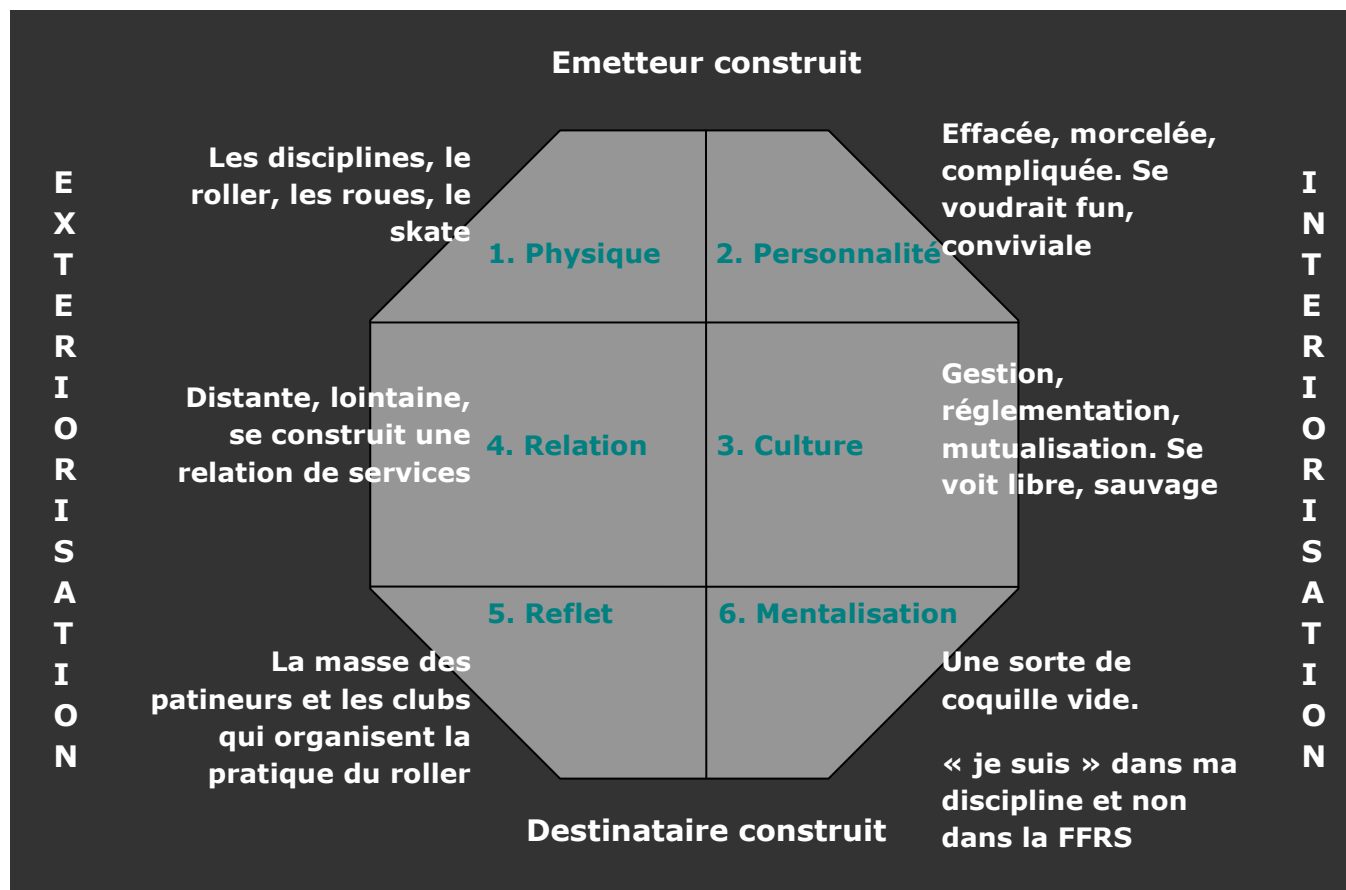 Emetteur construit
EXTERIORISATION
Les disciplines, le
roller, les roues, le
skate
1. Physique
2. Personnalité
Effacée, morcelée,
compliquée. Se
voudrait fun,
conviviale
INTERIORISATION
Distante, lointaine,
se construit une
relation de services
4. Relation
3. Culture
Gestion,
réglementation,
mutualisation. Se
voit libre, sauvage
5. Reflet
6. Mentalisation
La masse des
patineurs et les clubs
qui organisent la
pratique du roller
Une sorte de
coquille vide.
« je suis » dans ma
discipline et non
dans la FFRS
Destinataire construit